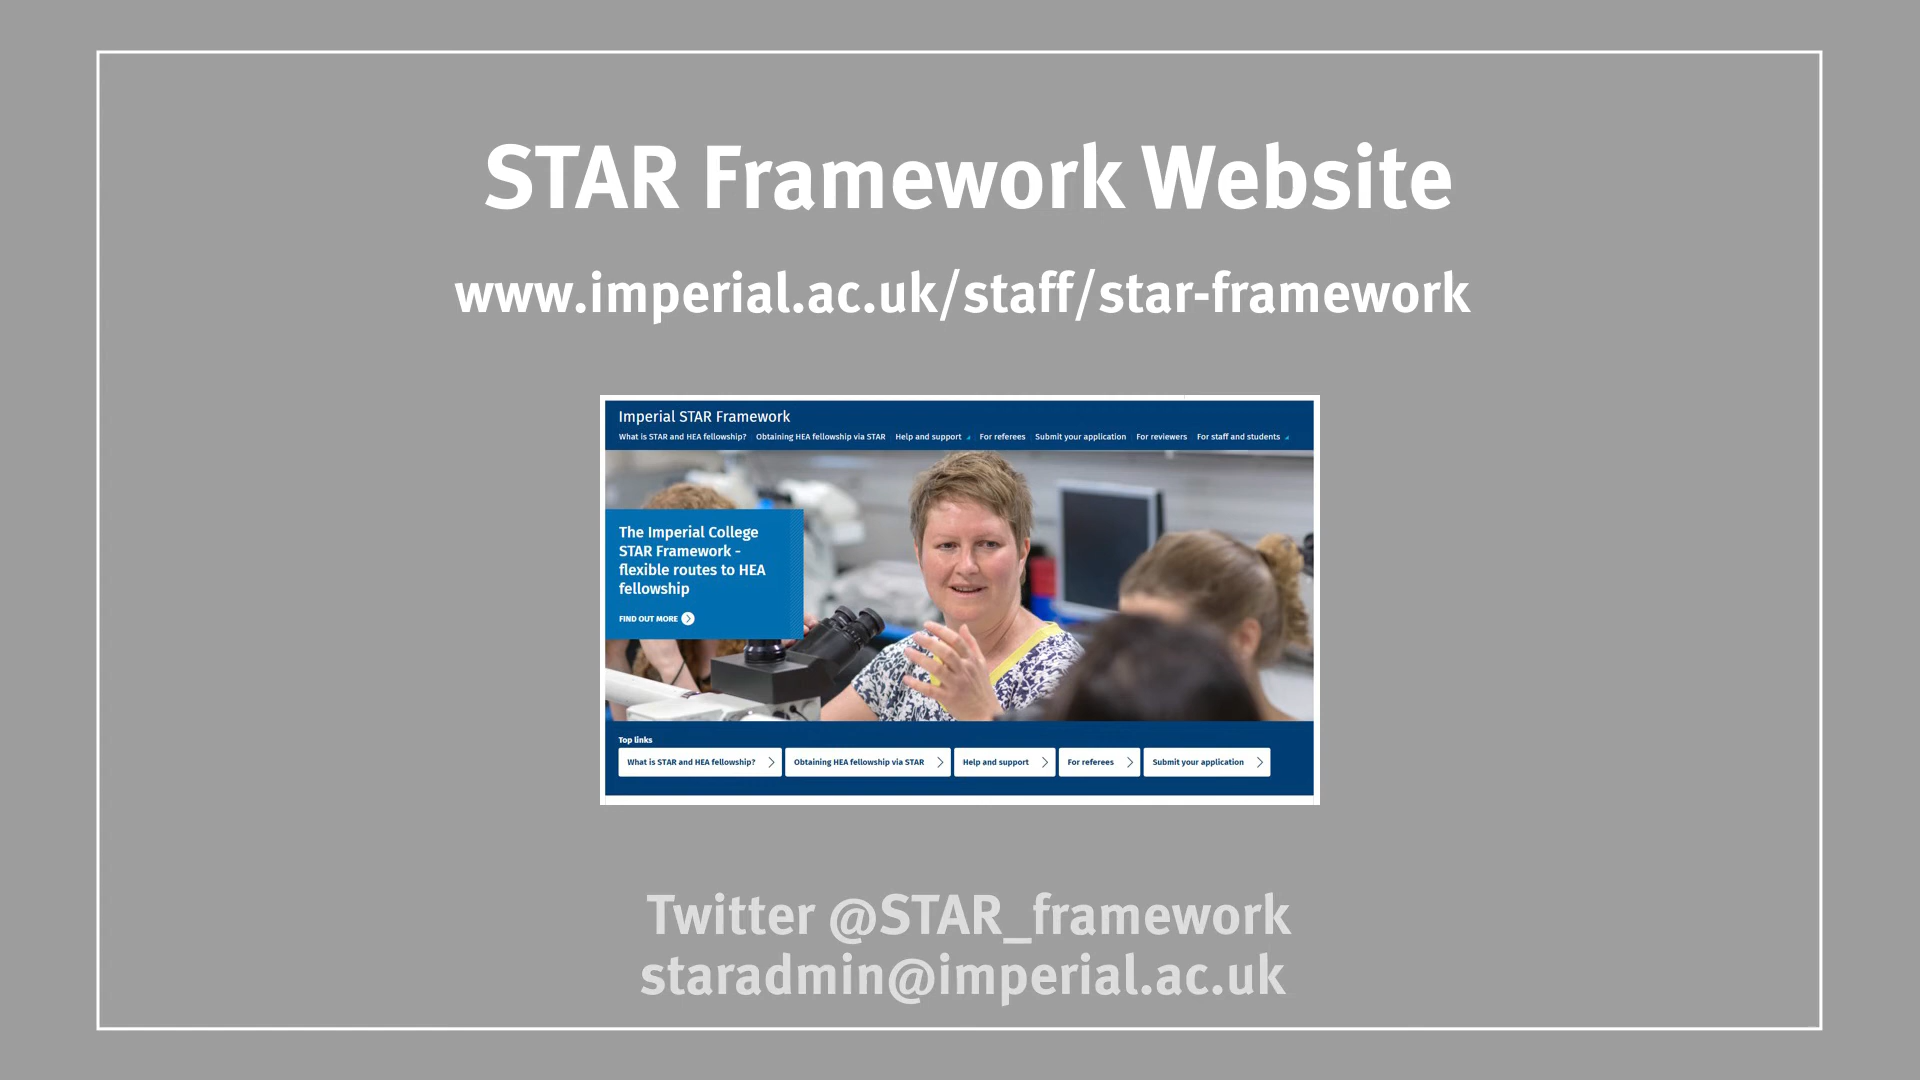 STAR Framework Website
www.imperial.ac.uk/staff/star-framework
Imperial STAR Framework
What is STAR and HEA fellowship? Obtaining HEA fellowship via STAR Help and support For referees Submit your application For reviewers For staff and students
The Imperial College
STAR Framework -
flexible routes to HEA
fellowship
FIND OUT MORE
Top links
What is STAR and HEA fellowship? Obtaining HEA fellowship via STAR Help and support For referees Submit your application
Twitter @STAR_framework
staradmin@imperial.ac.uk